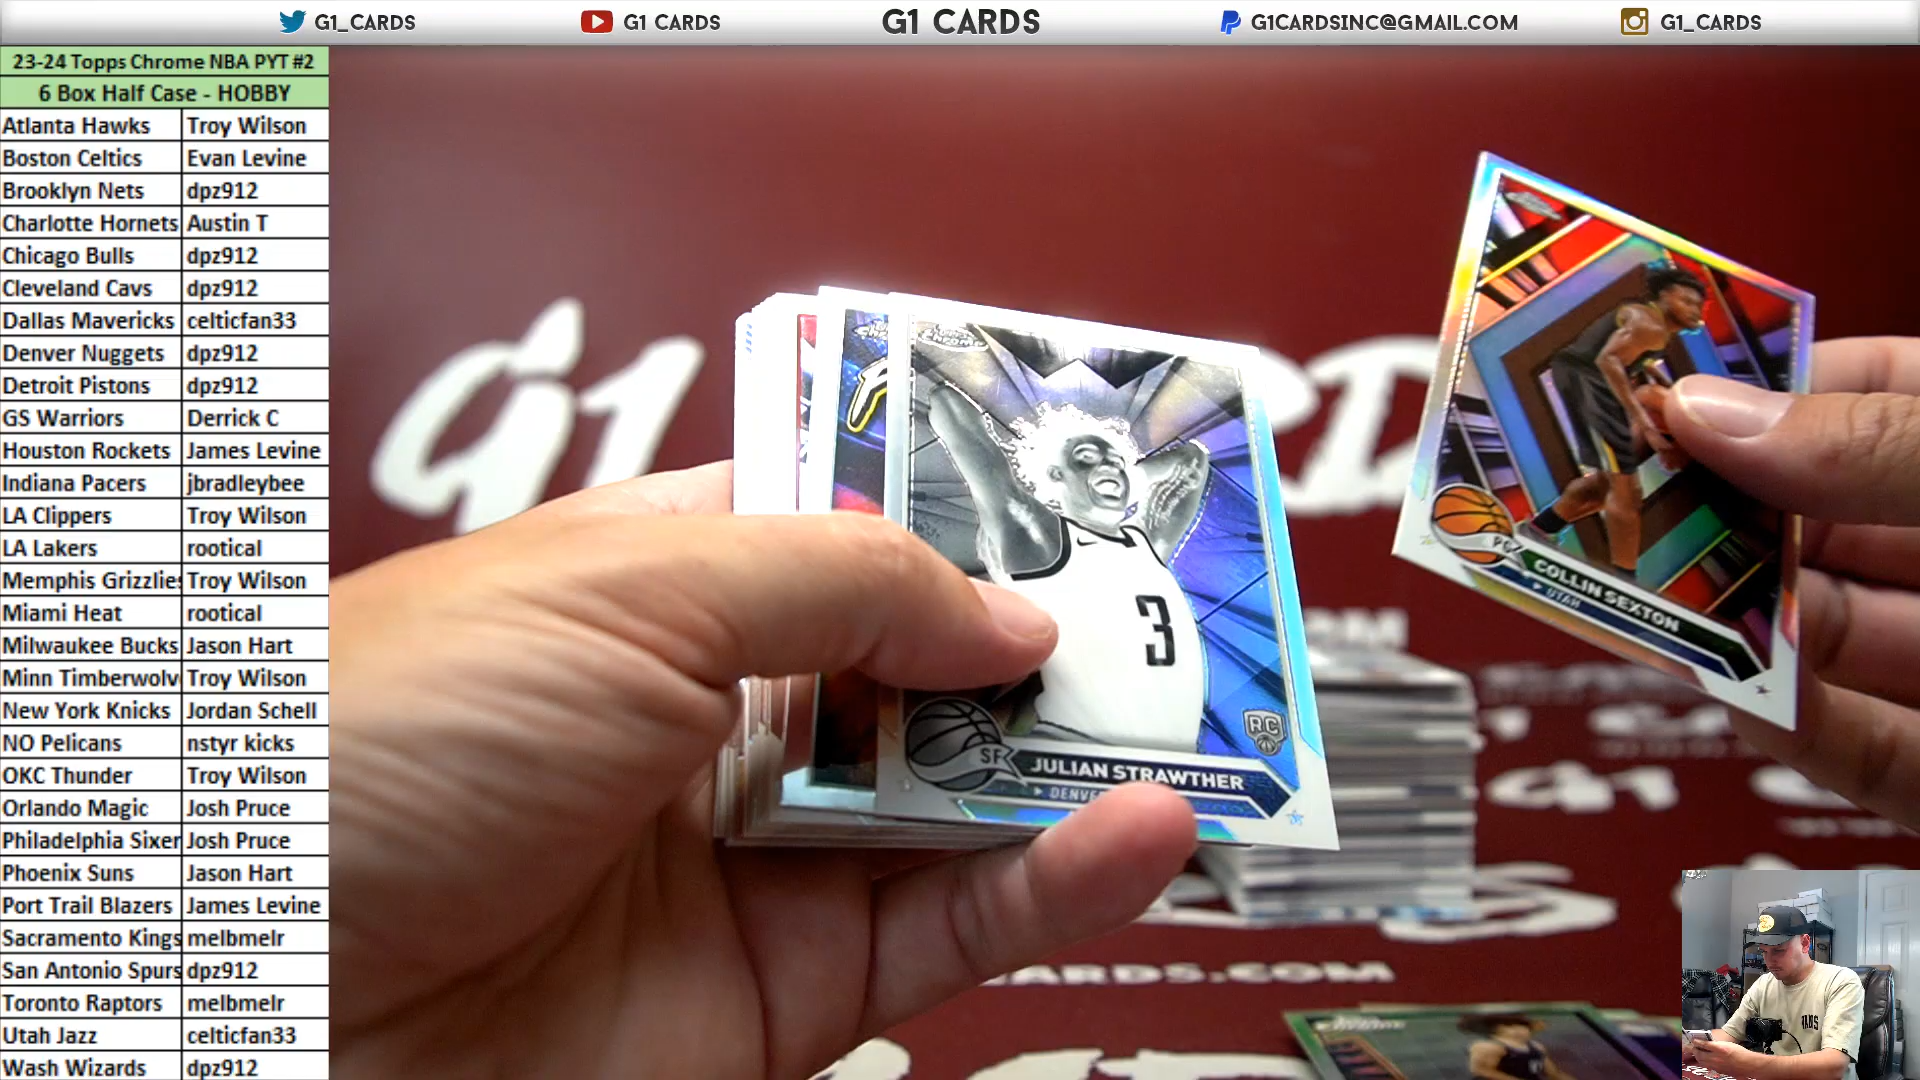 G1_CARDS
G1 CARDS
G1 CARDS
G1CARDSINC@GMAIL.COM
G1_CARDS
23-24 Topps Chrome NBA PYT #2
6 Box Half Case - HOBBY
Atlanta Hawks Troy Wilson
Boston Celtics Evan Levine
Brooklyn Nets dpz912
Charlotte Hornets Austin T
Chicago Bulls dpz912
Cleveland Cavs dpz912
Dallas Mavericks celticfan33
Denver Nuggets dpz912
Detroit Pistons dpz912
GS Warriors Derrick C
Houston Rockets James Levine
Indiana Pacers jbradleybee
LA Clippers Troy Wilson
LA Lakers rootical
Memphis Grizzlies Troy Wilson
Miami Heat rootical
Milwaukee Bucks Jason Hart
Minn Timberwolv Troy Wilson
New York Knicks Jordan Schell
NO Pelicans nstyr kicks
OKC Thunder Troy Wilson
Orlando Magic Josh Pruce
Philadelphia Sixer Josh Pruce
Phoenix Suns Jason Hart
Port Trail Blazers James Levine
Sacramento Kings melbmelr
San Antonio Spurs dpz912
Toronto Raptors melbmelr
Utah Jazz celticfan33
Wash Wizards dpz912
G1
Chrome
3
RC
SF
JULIAN STRAWTHER
DENVE
PG
COLLIN SEXTON
UTAH
G1
CARDS.COM